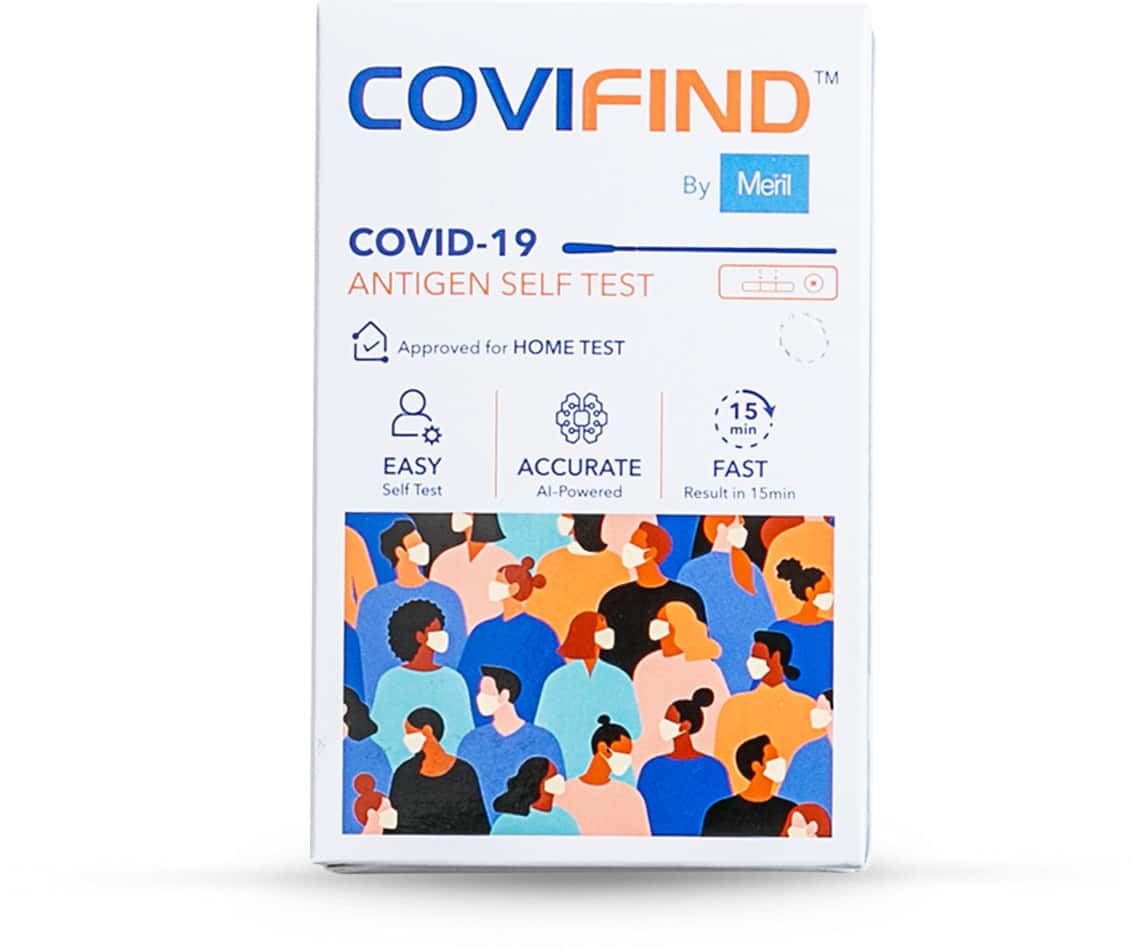 COVIFIND™
By Meril
COVID-19
ANTIGEN SELF TEST
C T
Approved for HOME TEST
15
min
EASY
ACCURATE
FAST
Self Test
AI-Powered
Result in 15min